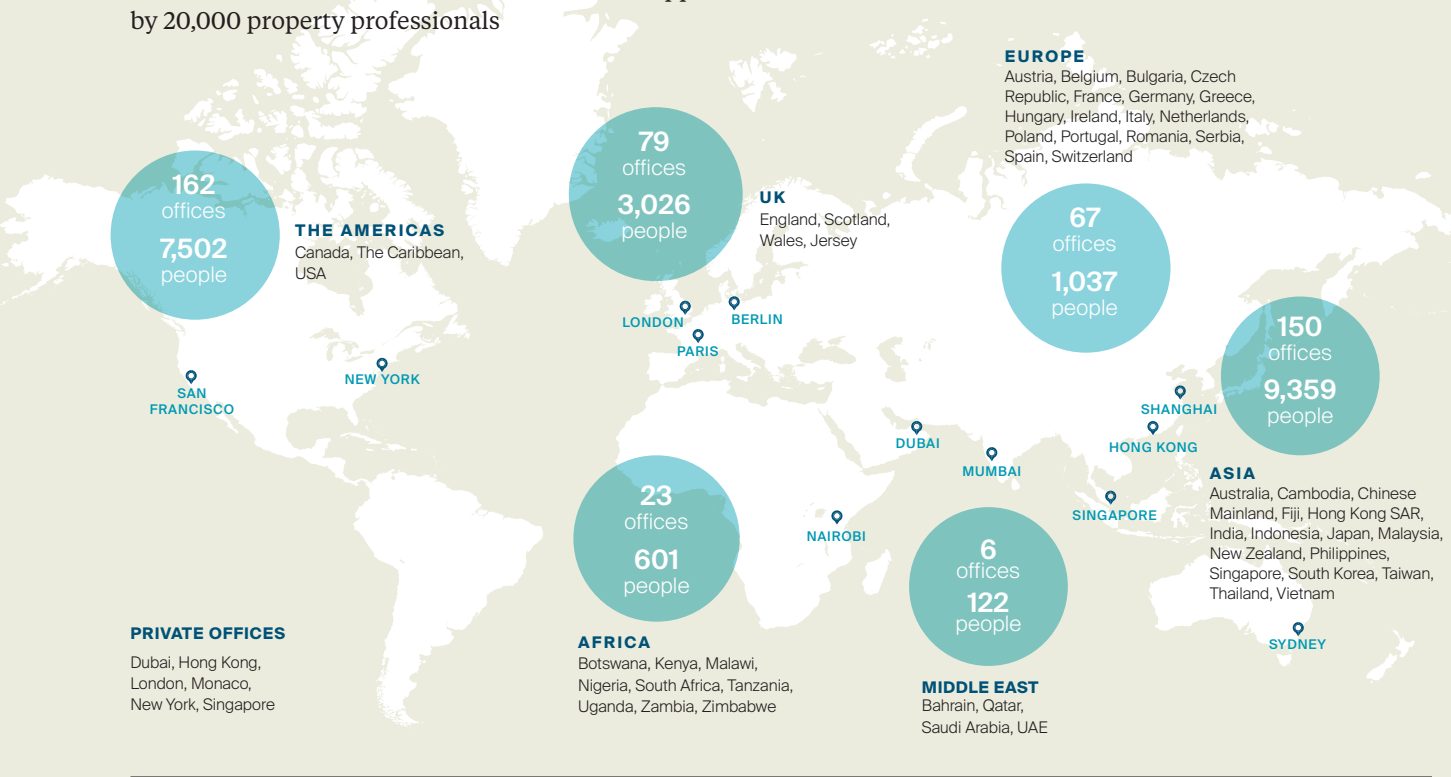 by 20,000 property professionals
EUROPE
Austria, Belgium, Bulgaria, Czech
Republic, France, Germany, Greece,
Hungary, Ireland, Italy, Netherlands,
Poland, Portugal, Romania, Serbia,
Spain, Switzerland
79
offices
3,026
people
UK
England, Scotland,
Wales, Jersey
162
offices
7,502
people
THE AMERICAS
Canada, The Caribbean,
USA
67
offices
1,037
people
LONDON
BERLIN
PARIS
150
offices
9,359
people
NEW YORK
SAN
FRANCISCO
SHANGHAI
DUBAI
HONG KONG
MUMBAI
ASIA
Australia, Cambodia, Chinese
Mainland, Fiji, Hong Kong SAR,
India, Indonesia, Japan, Malaysia,
New Zealand, Philippines,
Singapore, South Korea, Taiwan,
Thailand, Vietnam
SINGAPORE
23
offices
601
people
NAIROBI
6
offices
122
people
SYDNEY
PRIVATE OFFICES
Dubai, Hong Kong,
London, Monaco,
New York, Singapore
AFRICA
Botswana, Kenya, Malawi,
Nigeria, South Africa, Tanzania,
Uganda, Zambia, Zimbabwe
MIDDLE EAST
Bahrain, Qatar,
Saudi Arabia, UAE